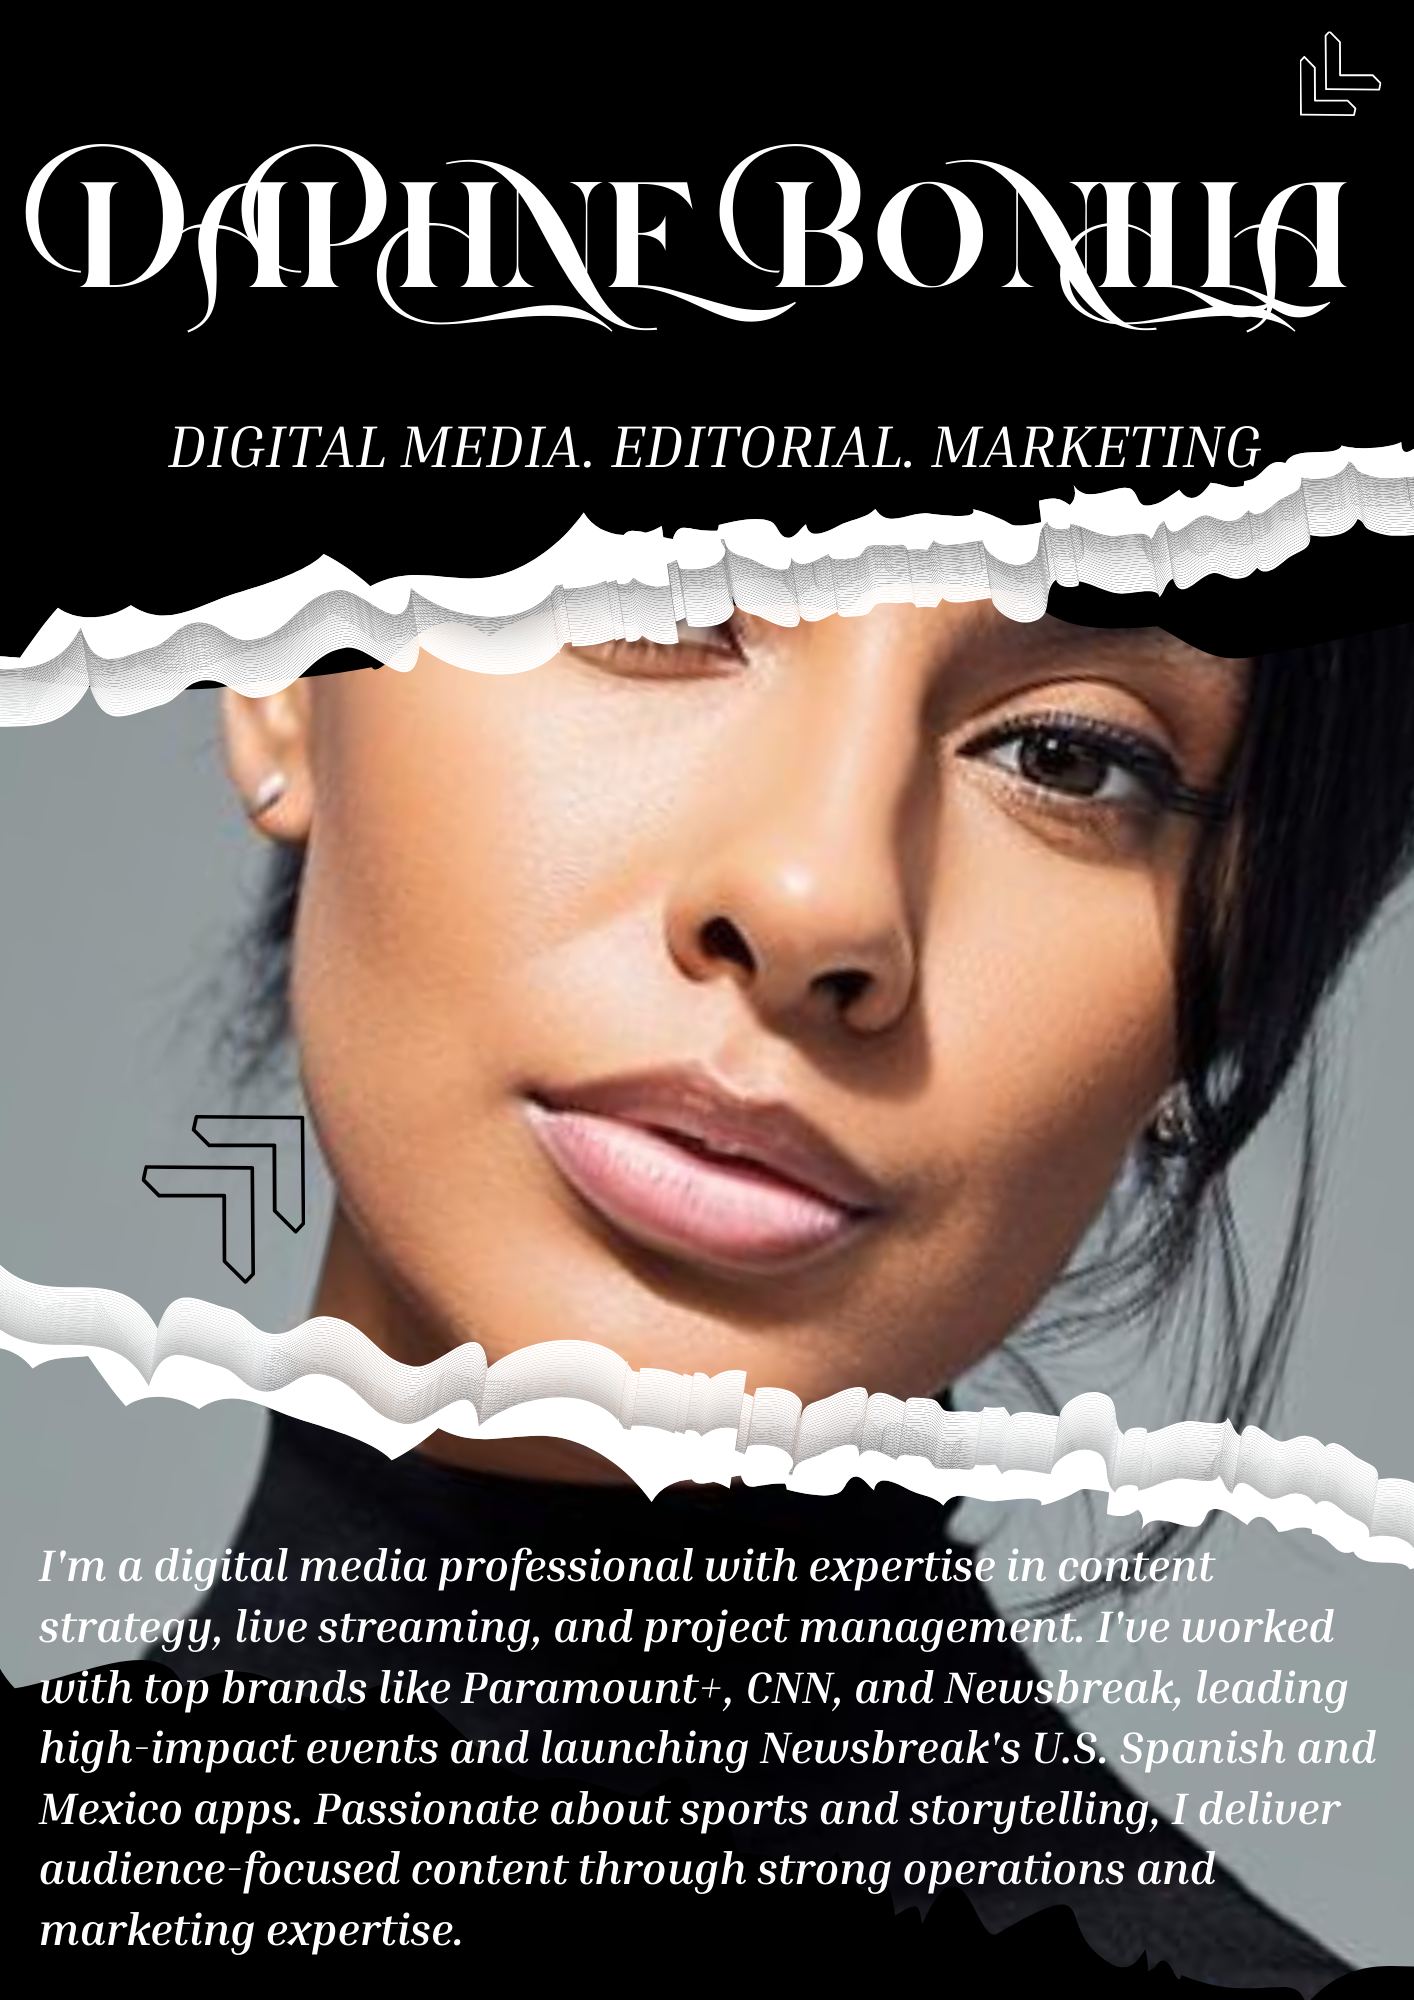 DAPHNE BONILLA
DIGITAL MEDIA. EDITORIAL. MARKETING
I'm a digital media professional with expertise in content
strategy, live streaming, and project management. I've worked
with top brands like Paramount+, CNN, and Newsbreak, leading
high-impact events and launching Newsbreak's U.S. Spanish and
Mexico apps. Passionate about sports and storytelling, I deliver
audience-focused content through strong operations and
marketing expertise.